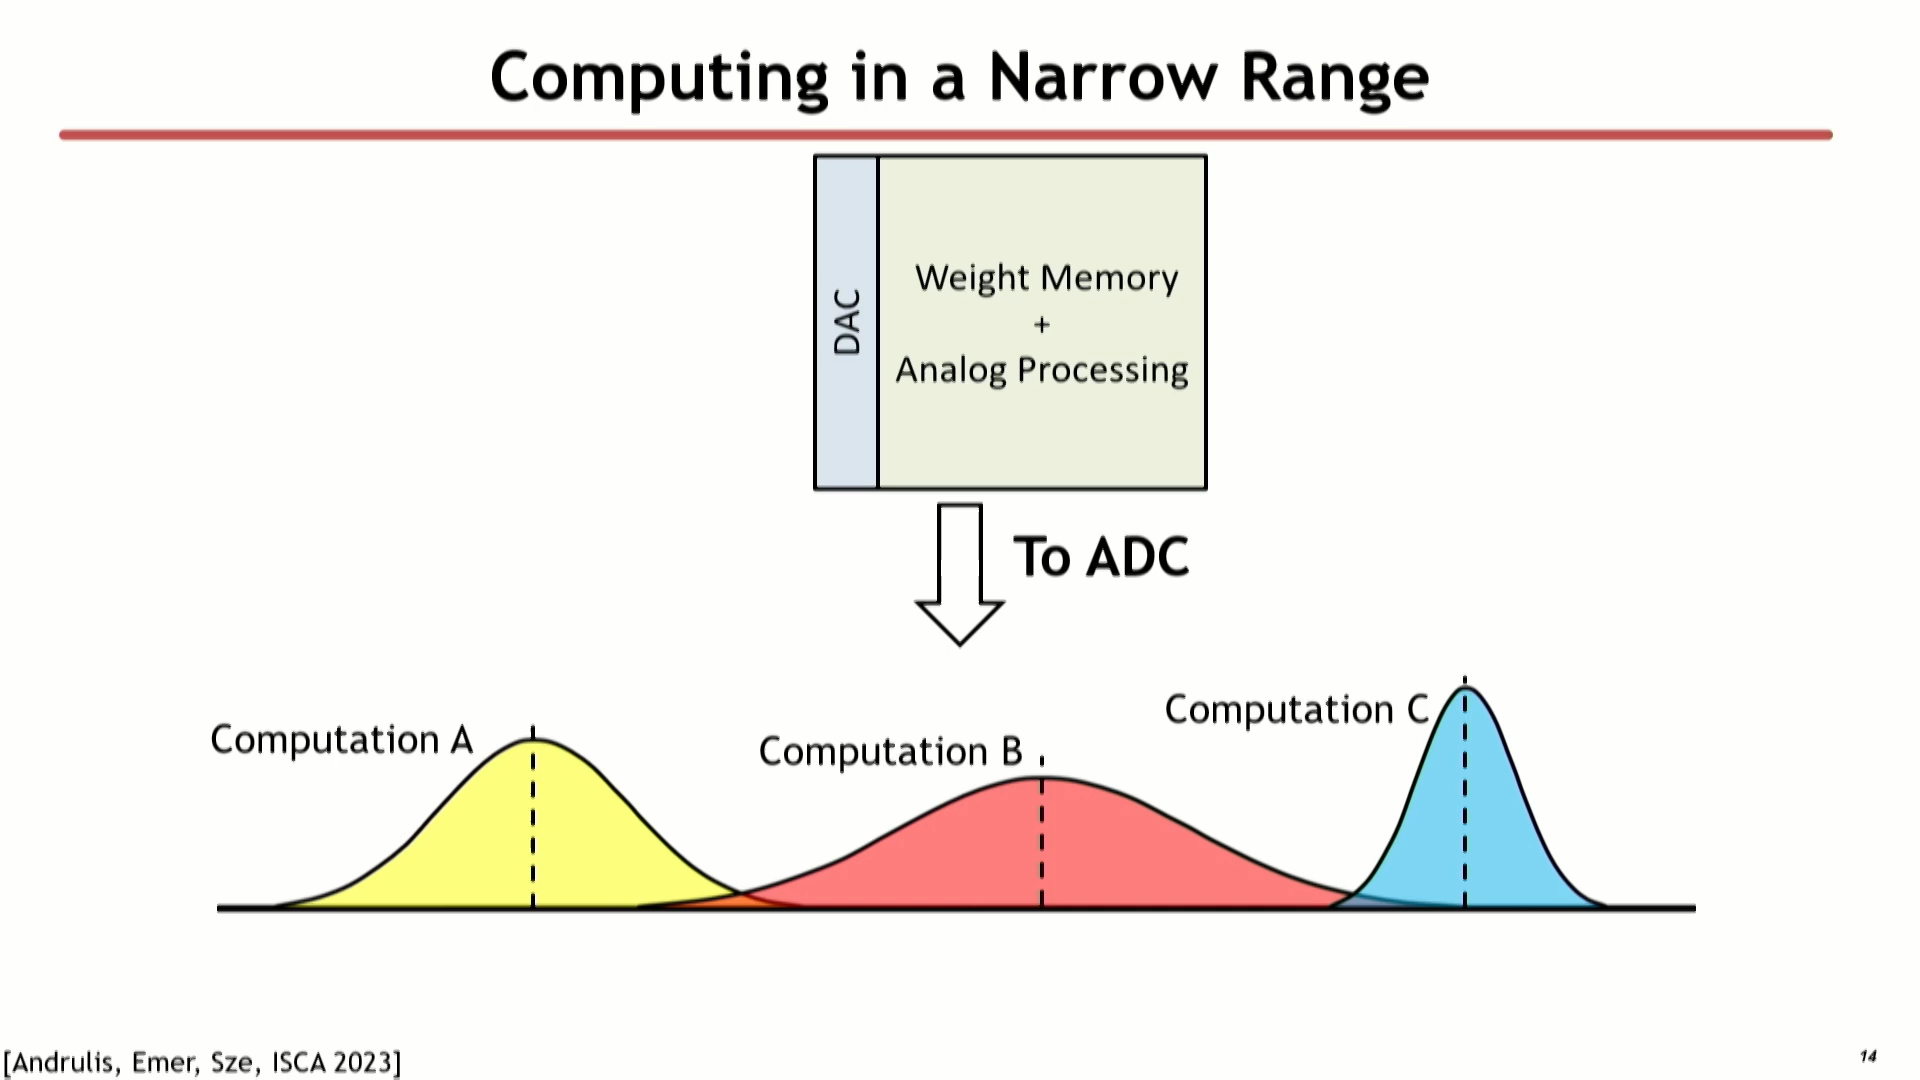 Computing in a Narrow Range
DAC
Weight Memory
+
Analog Processing
To ADC
Computation A
Computation B
Computation C
[Andrulis, Emer, Sze, ISCA 2023]
14